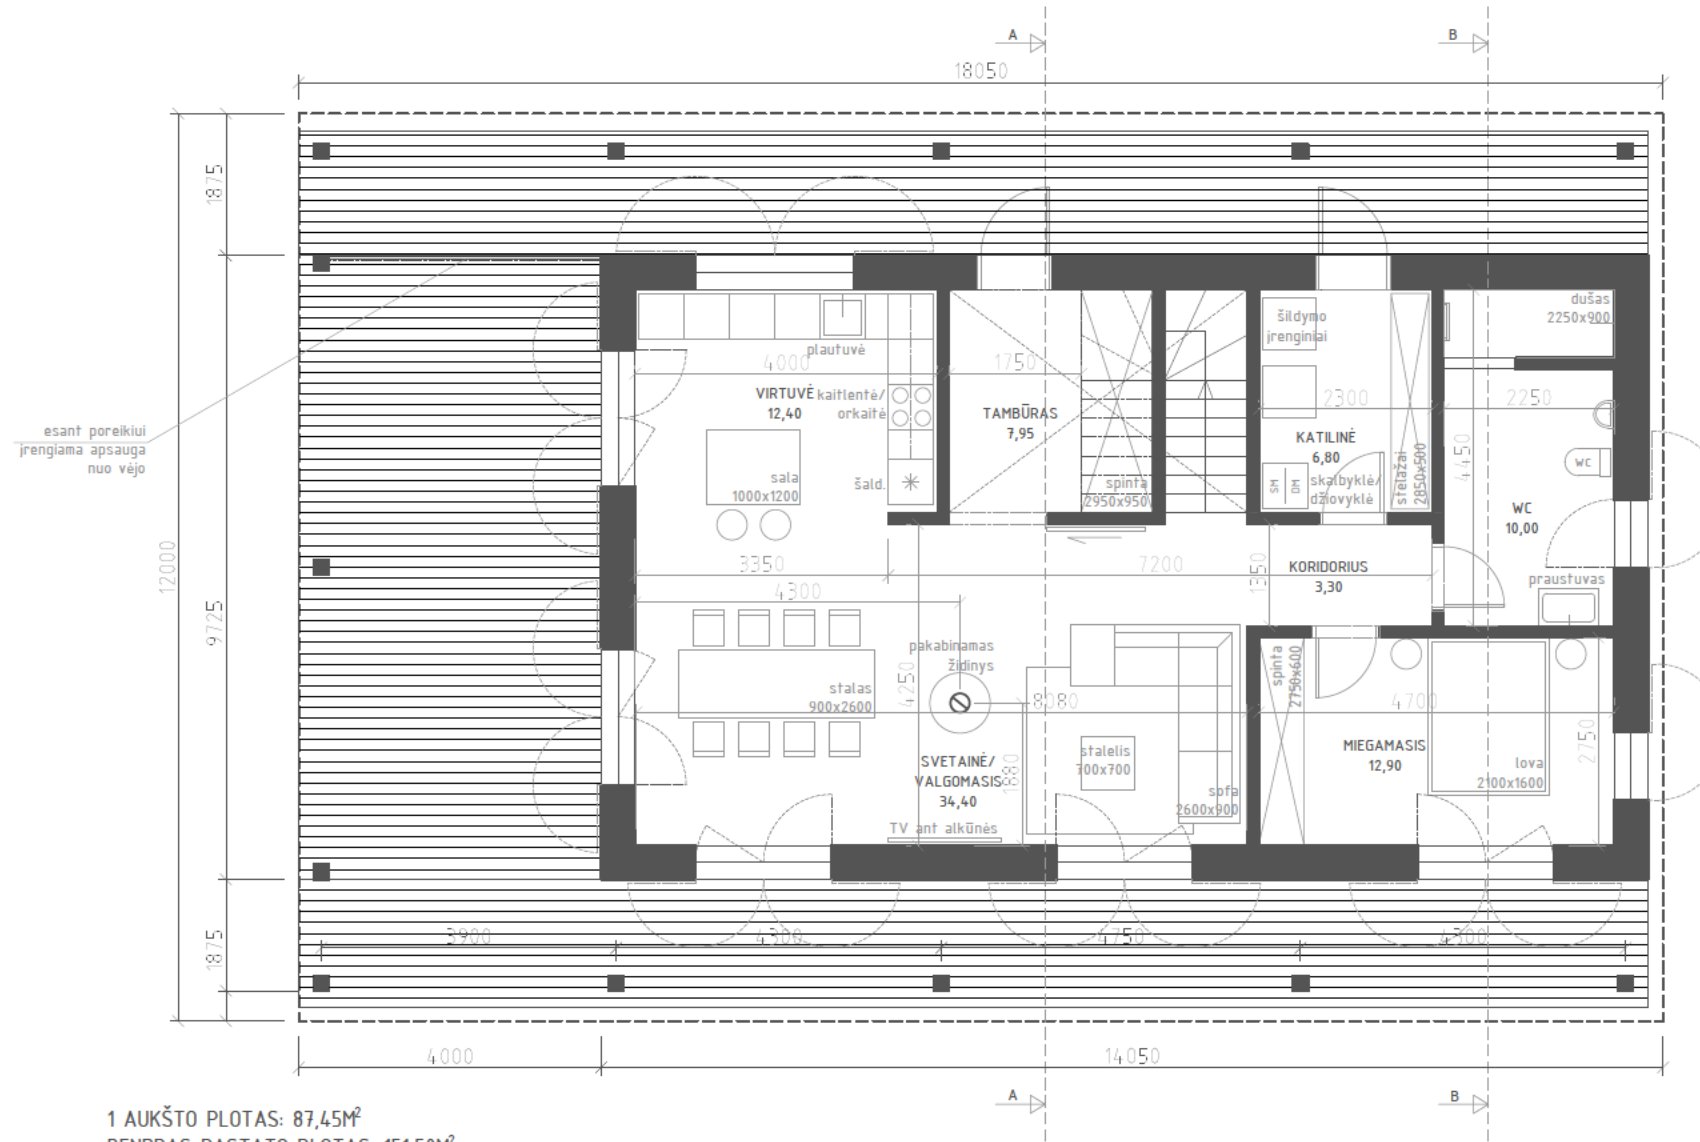 A
B
18050
1875
dušas
2250x900
šildymo
įrenginiai
plautuvė
4000
1750
VIRTUVĖ
12,40
kaitlentė/
orkaitė
TAMBŪRAS
7,95
2300
2250
esant poreikiui
įrengiama apsauga
nuo vėjo
KATILINĖ
6,80
4450
stelažai
2850x500
WC
sala
1000x1200
šald.
spinta
2950x950
SM
DM
skalbyklė/
džiovyklė
WC
10,00
12000
3350
7200
1350
KORIDORIUS
3,30
praustuvas
4300
9725
pakabinamas
židinys
spinta
2750x600
4250
stalas
900x2600
8080
4700
2750
SVETAINĖ/
VALGOMASIS
34,40
1880
stalelis
700x700
MIEGAMASIS
12,90
lova
2100x1600
sofa
2600x900
TV ant alkūnės
1875
3900
4300
4750
4300
4000
14050
A
B
1 AUKŠTO PLOTAS: 87,45M²